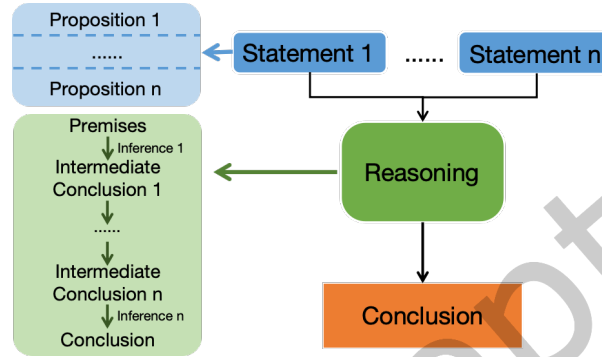 Proposition 1
......
Proposition n
Statement 1
......
Statement n
Premises
Inference 1
Intermediate
Conclusion 1
......
Intermediate
Conclusion n
Inference n
Conclusion
Reasoning
Conclusion